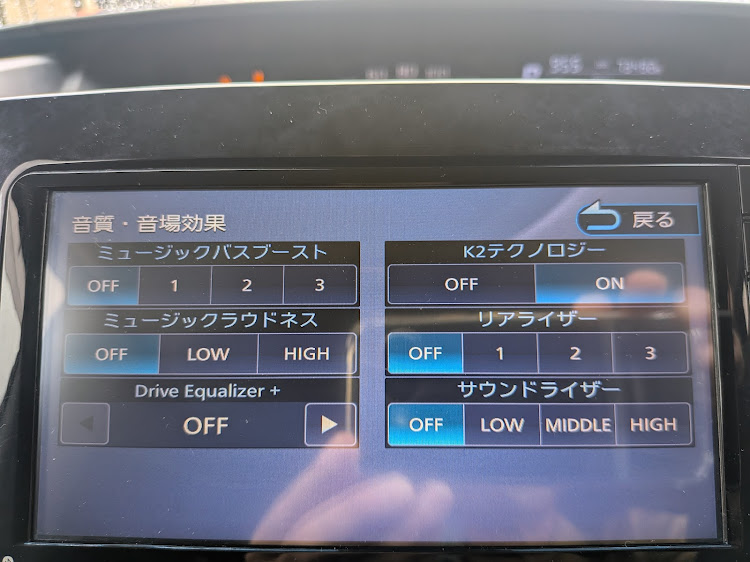 955
音質・音場効果
戻る
ミュージックバスブースト
OFF 1 2 3
K2テクノロジー
OFF ON
ミュージックラウドネス
OFF LOW HIGH
リアライザー
OFF 1 2 3
Drive Equalizer +
OFF
サウンドライザー
OFF LOW MIDDLE HIGH